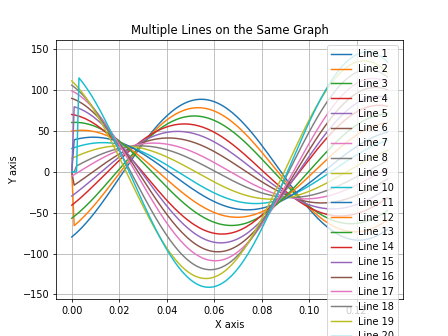 Multiple Lines on the Same Graph
150
100
50
0
−50
−100
−150
Y axis
0.00
0.02
0.04
0.06
0.08
0.10
X axis
Line 1
Line 2
Line 3
Line 4
Line 5
Line 6
Line 7
Line 8
Line 9
Line 10
Line 11
Line 12
Line 13
Line 14
Line 15
Line 16
Line 17
Line 18
Line 19
Line 20